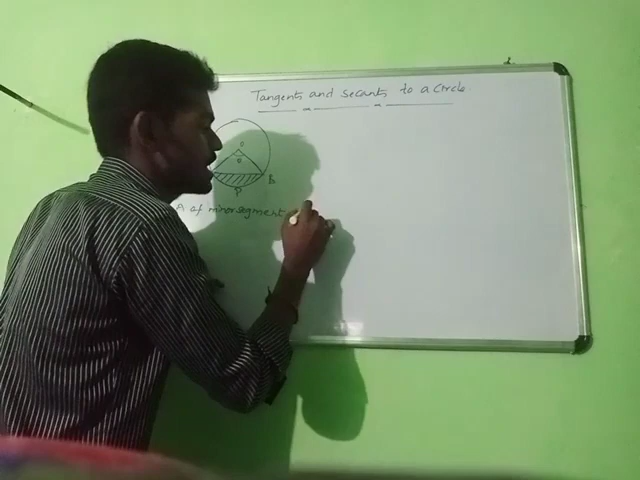 Tangents and secants to a circle
O
θ
B
P
A of minor segment